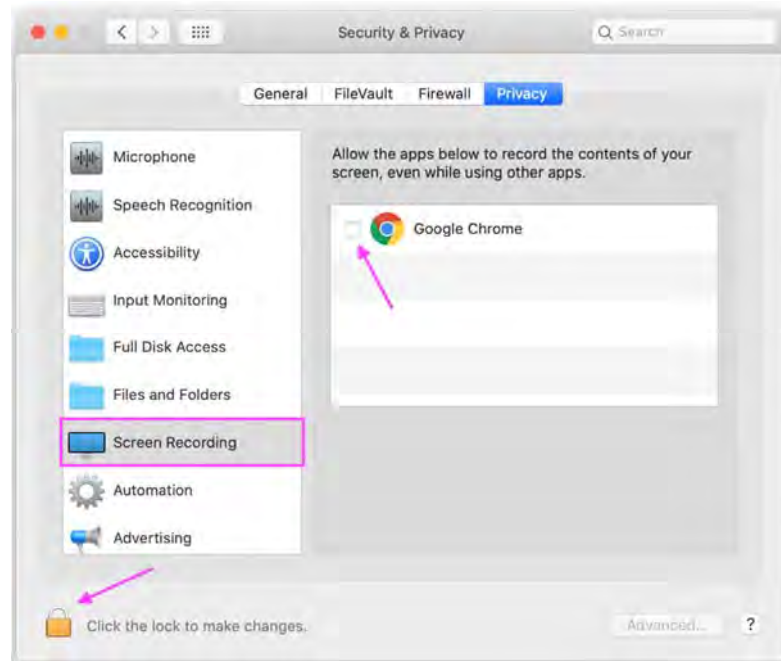 Security & Privacy
Search
General FileVault Firewall Privacy
Microphone
Speech Recognition
Accessibility
Input Monitoring
Full Disk Access
Files and Folders
Screen Recording
Automation
Advertising
Allow the apps below to record the contents of your
screen, even while using other apps.
Google Chrome
Click the lock to make changes.
Advanced...
?